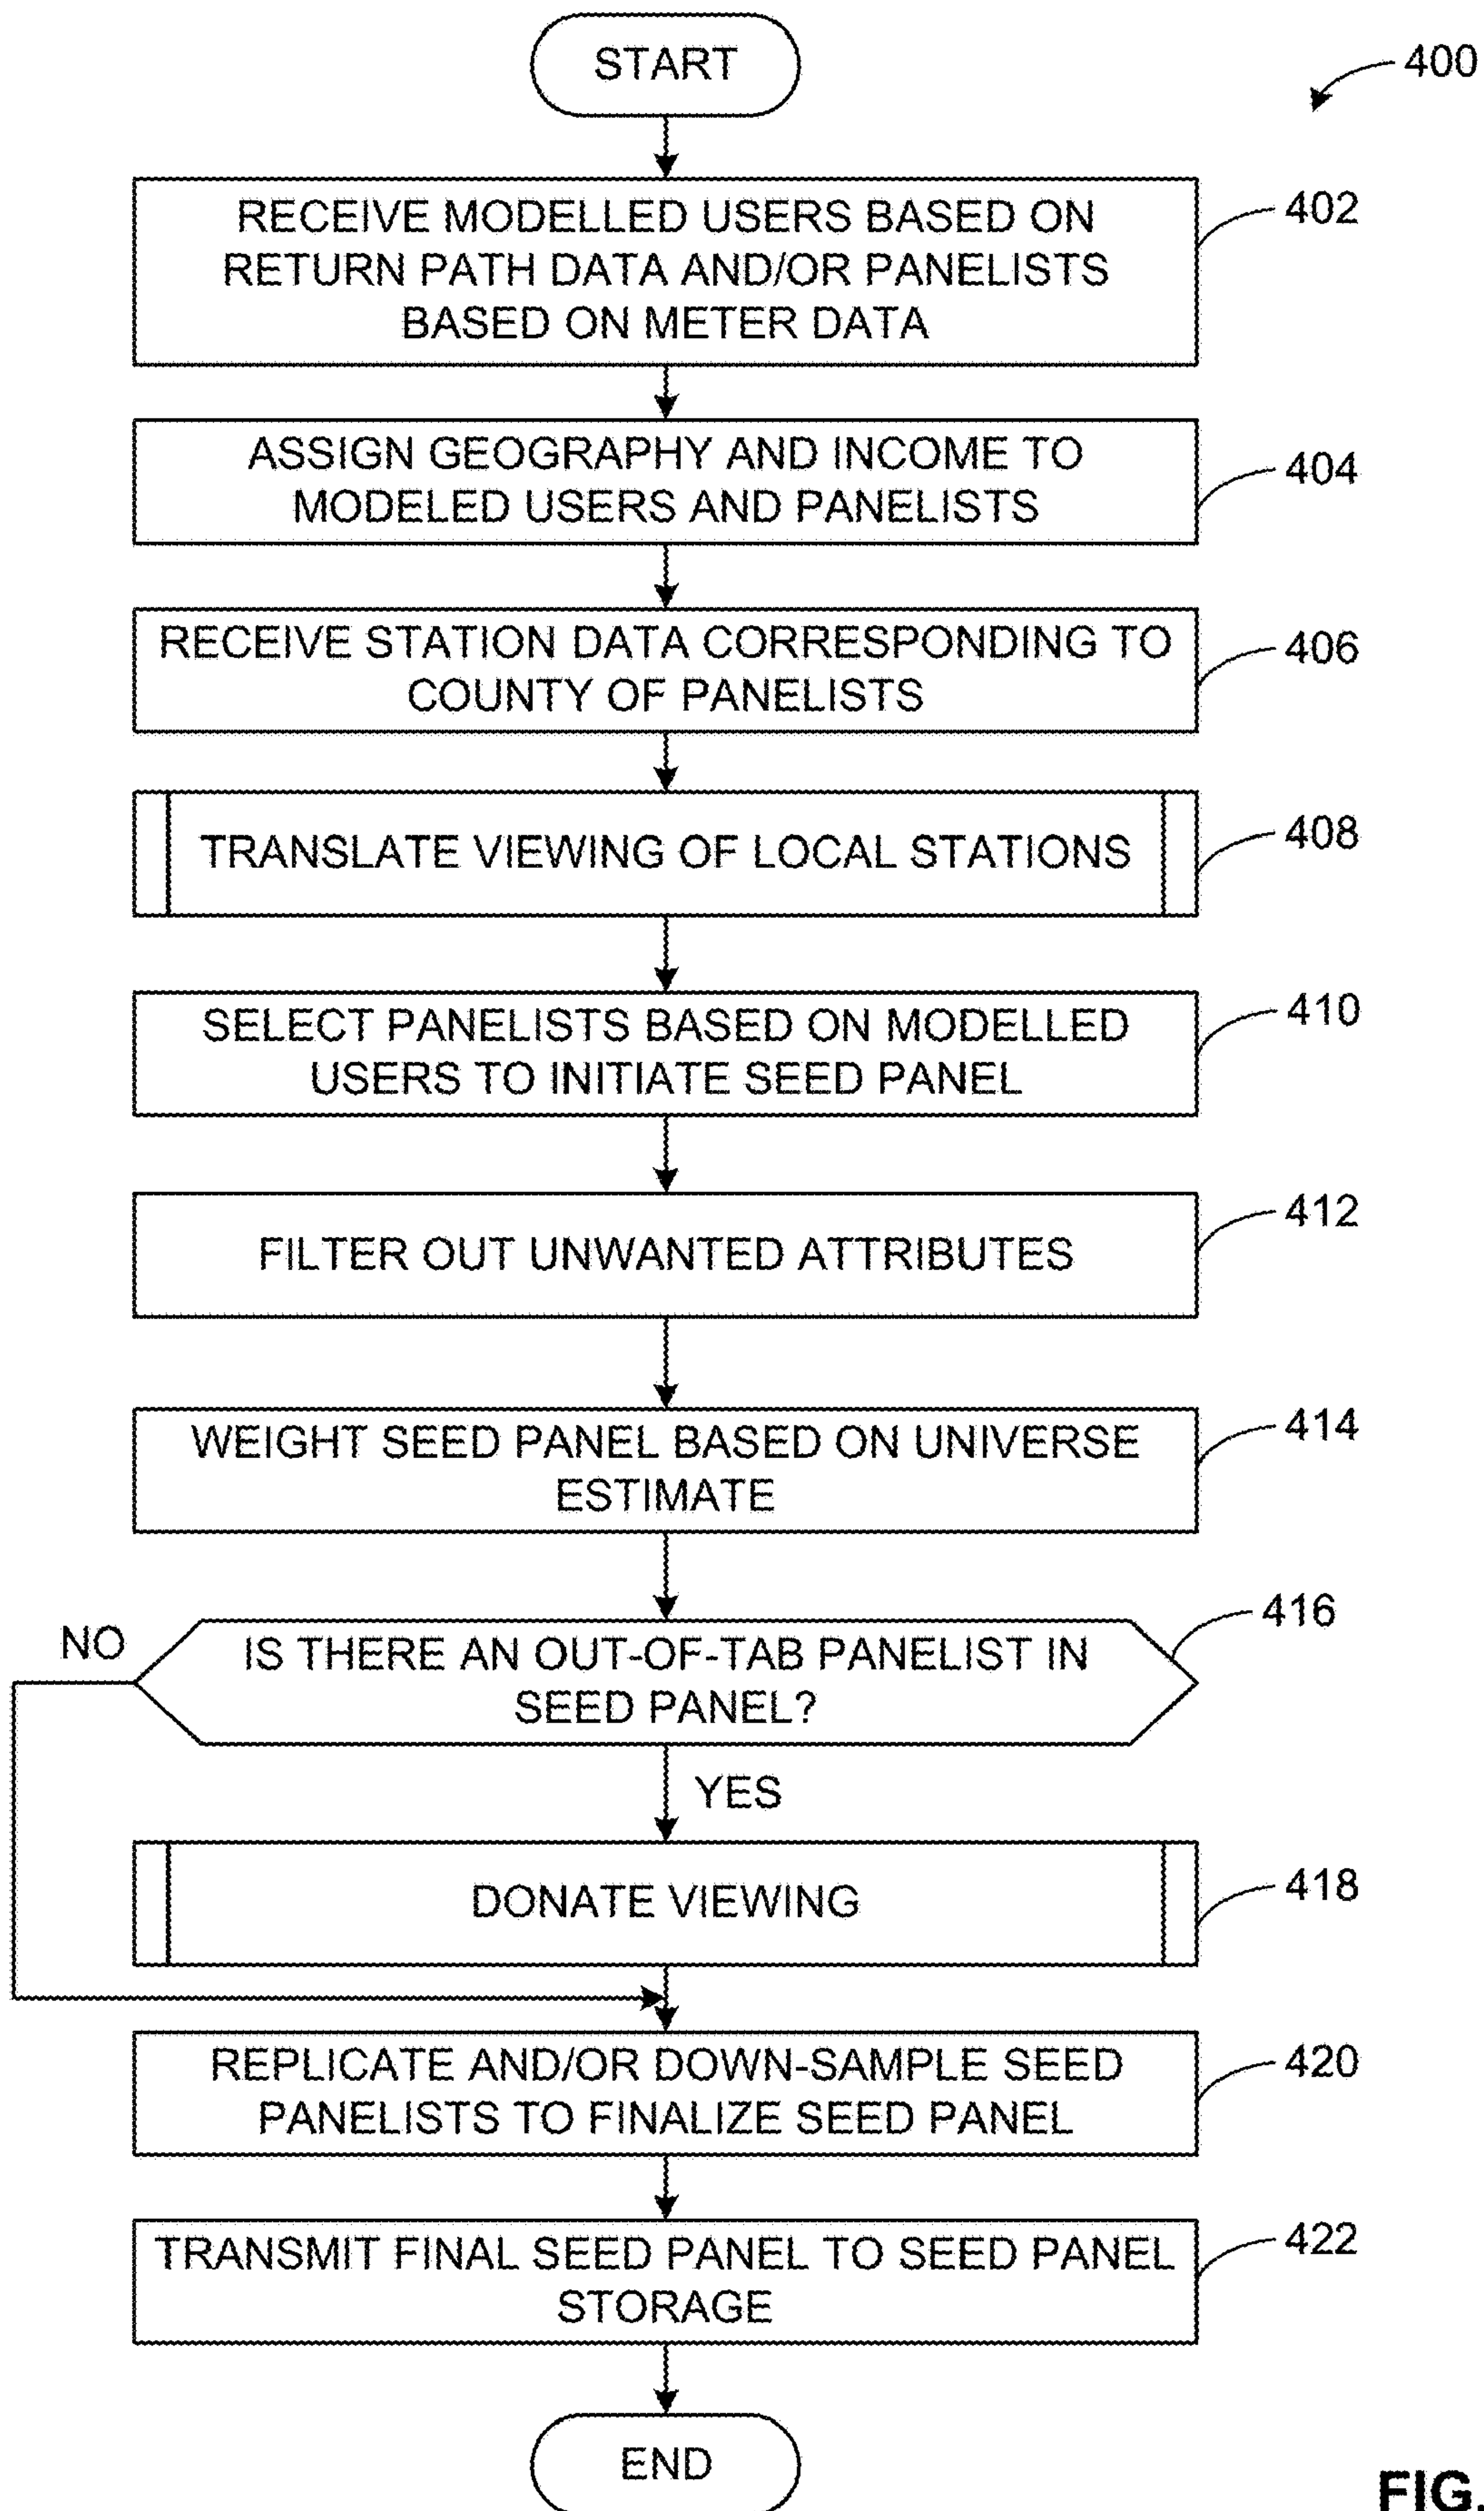 START
400
RECEIVE MODELLED USERS BASED ON
RETURN PATH DATA AND/OR PANELISTS
BASED ON METER DATA
402
ASSIGN GEOGRAPHY AND INCOME TO
MODELED USERS AND PANELISTS
404
RECEIVE STATION DATA CORRESPONDING TO
COUNTY OF PANELISTS
406
TRANSLATE VIEWING OF LOCAL STATIONS
408
SELECT PANELISTS BASED ON MODELLED
USERS TO INITIATE SEED PANEL
410
FILTER OUT UNWANTED ATTRIBUTES
412
WEIGHT SEED PANEL BASED ON UNIVERSE
ESTIMATE
414
NO
IS THERE AN OUT-OF-TAB PANELIST IN
SEED PANEL?
416
YES
DONATE VIEWING
418
REPLICATE AND/OR DOWN-SAMPLE SEED
PANELISTS TO FINALIZE SEED PANEL
420
TRANSMIT FINAL SEED PANEL TO SEED PANEL
STORAGE
422
END
FIG.